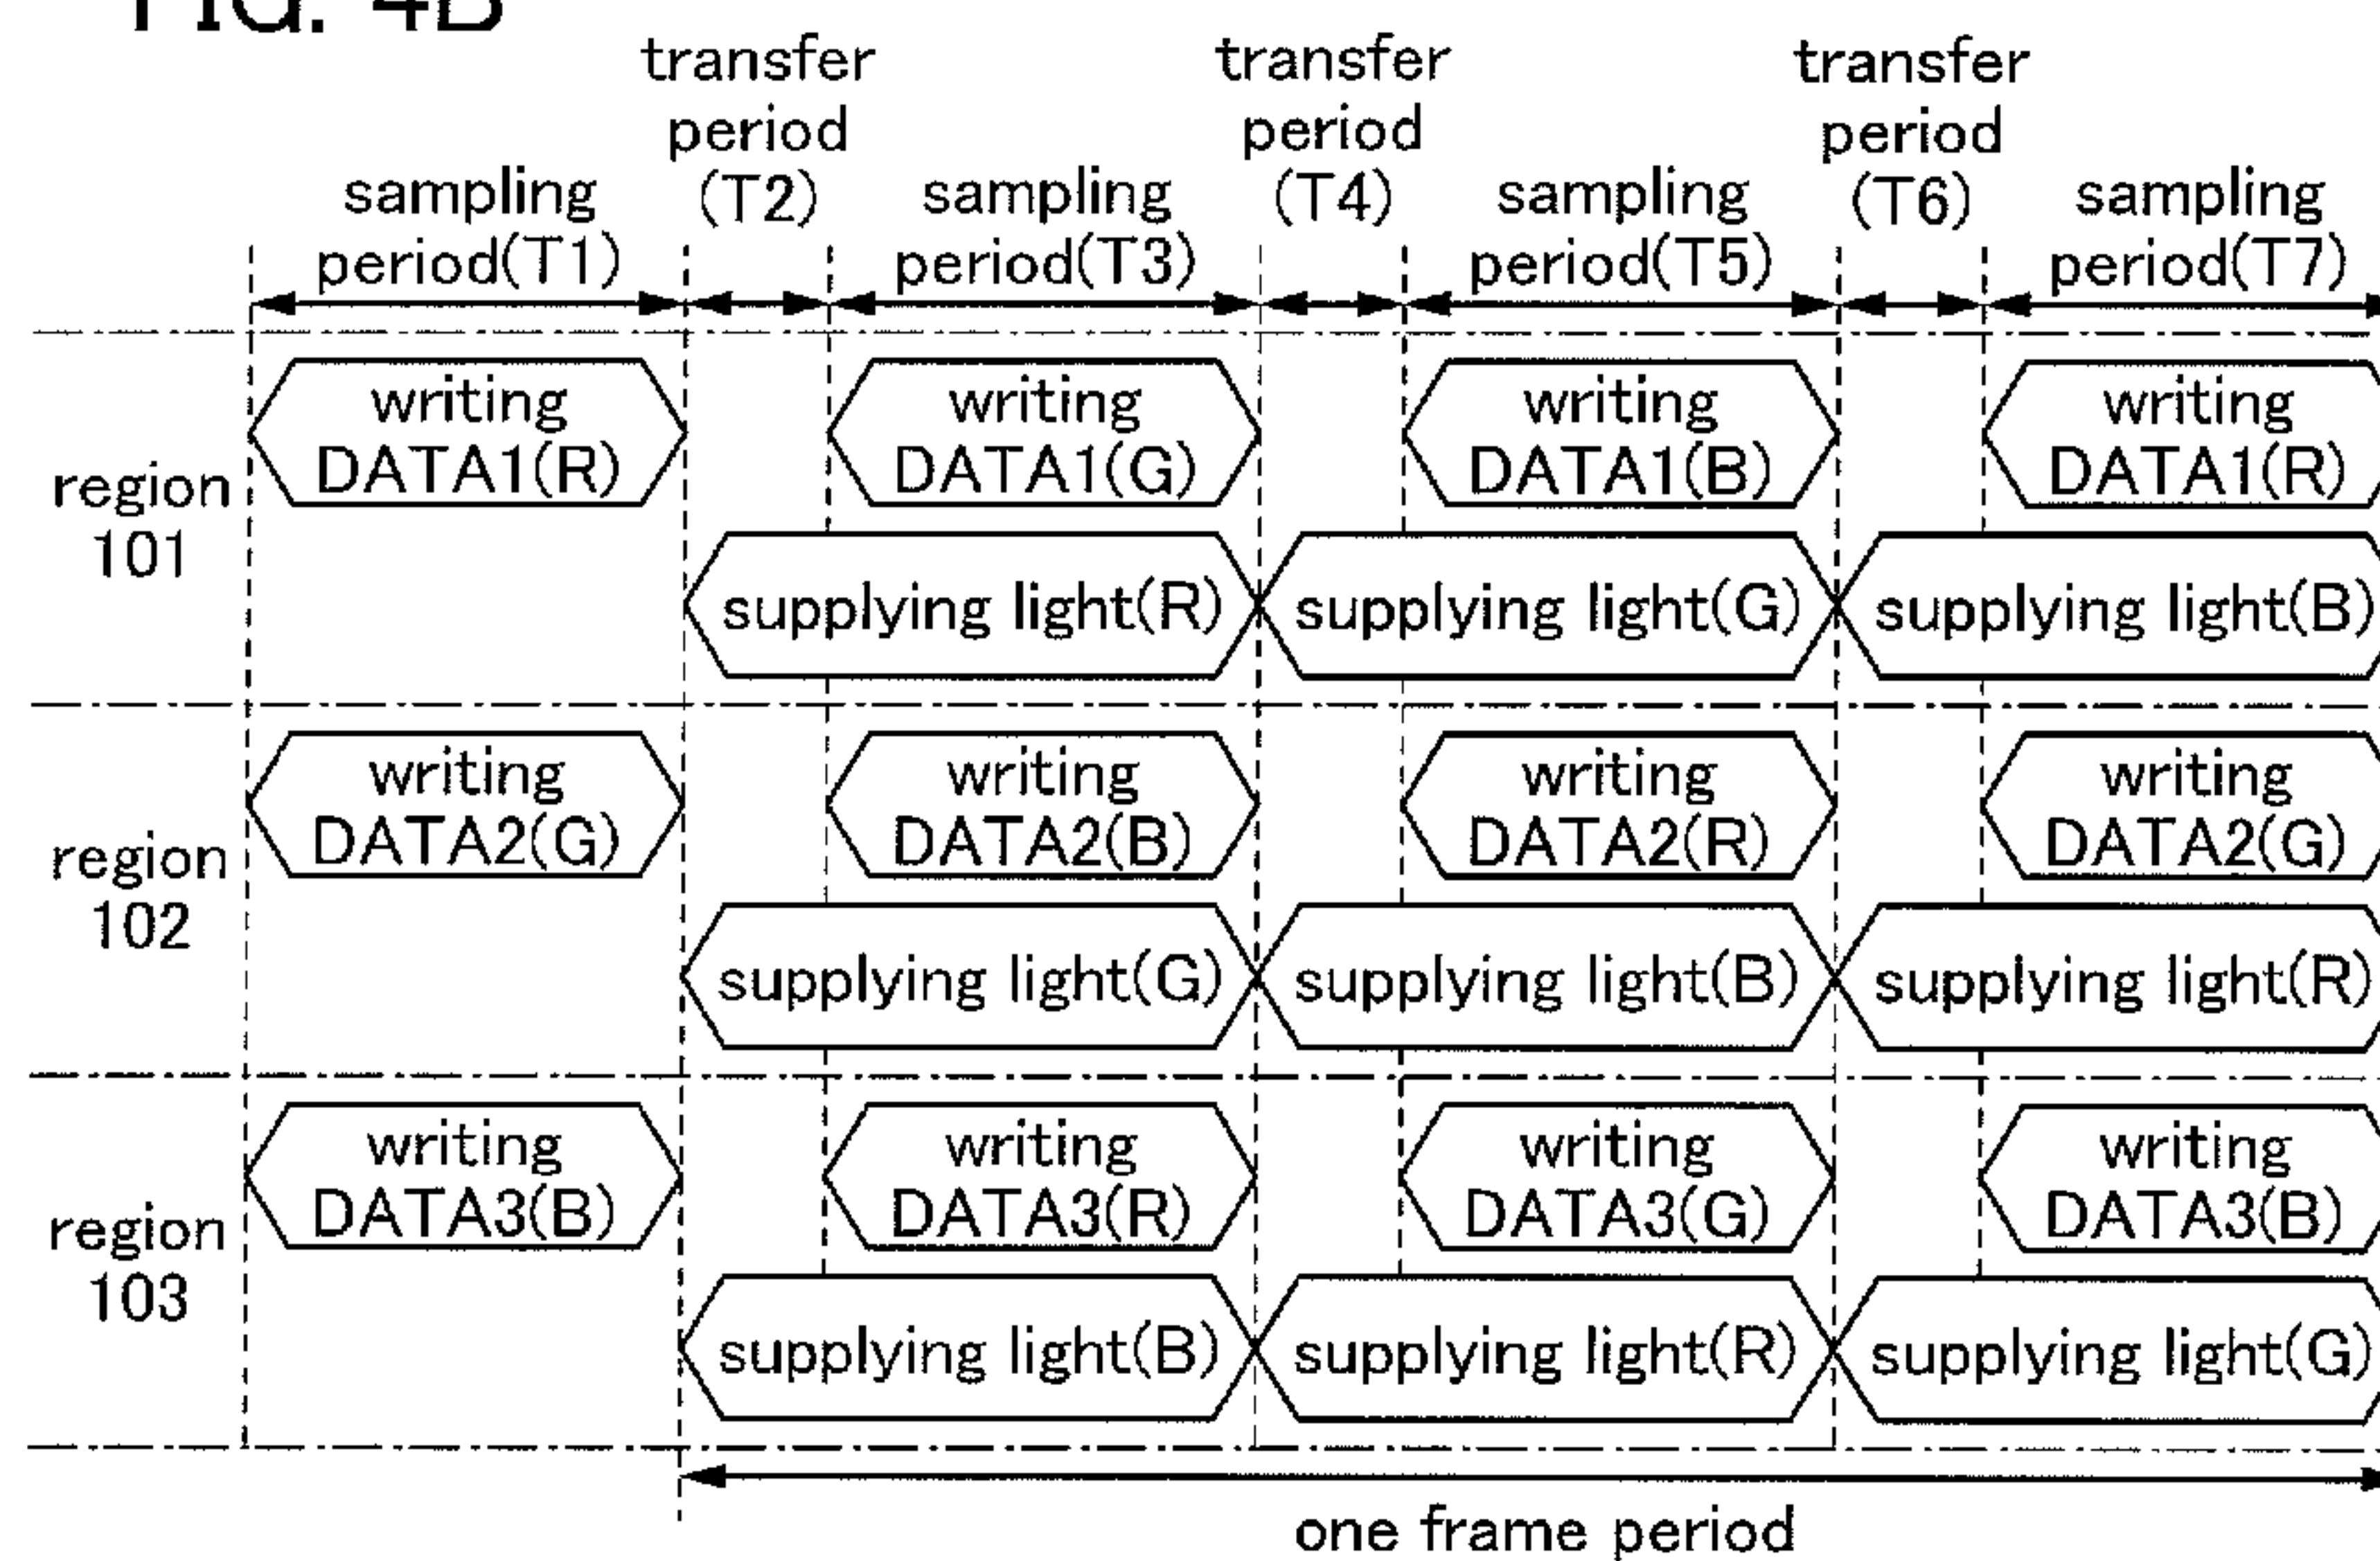 FIG. 4B
transfer period (T2)
transfer period (T4)
transfer period (T6)
sampling period(T1)
sampling period(T3)
sampling period(T5)
sampling period(T7)
region 101
writing DATA1(R)
writing DATA1(G)
writing DATA1(B)
writing DATA1(R)
supplying light(R)
supplying light(G)
supplying light(B)
region 102
writing DATA2(G)
writing DATA2(B)
writing DATA2(R)
writing DATA2(G)
supplying light(G)
supplying light(B)
supplying light(R)
region 103
writing DATA3(B)
writing DATA3(R)
writing DATA3(G)
writing DATA3(B)
supplying light(B)
supplying light(R)
supplying light(G)
one frame period